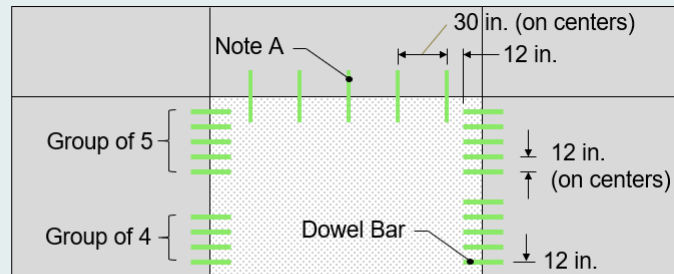 30 in. (on centers)
Note A
12 in.
Group of 5
12 in.
(on centers)
Group of 4
Dowel Bar
12 in.